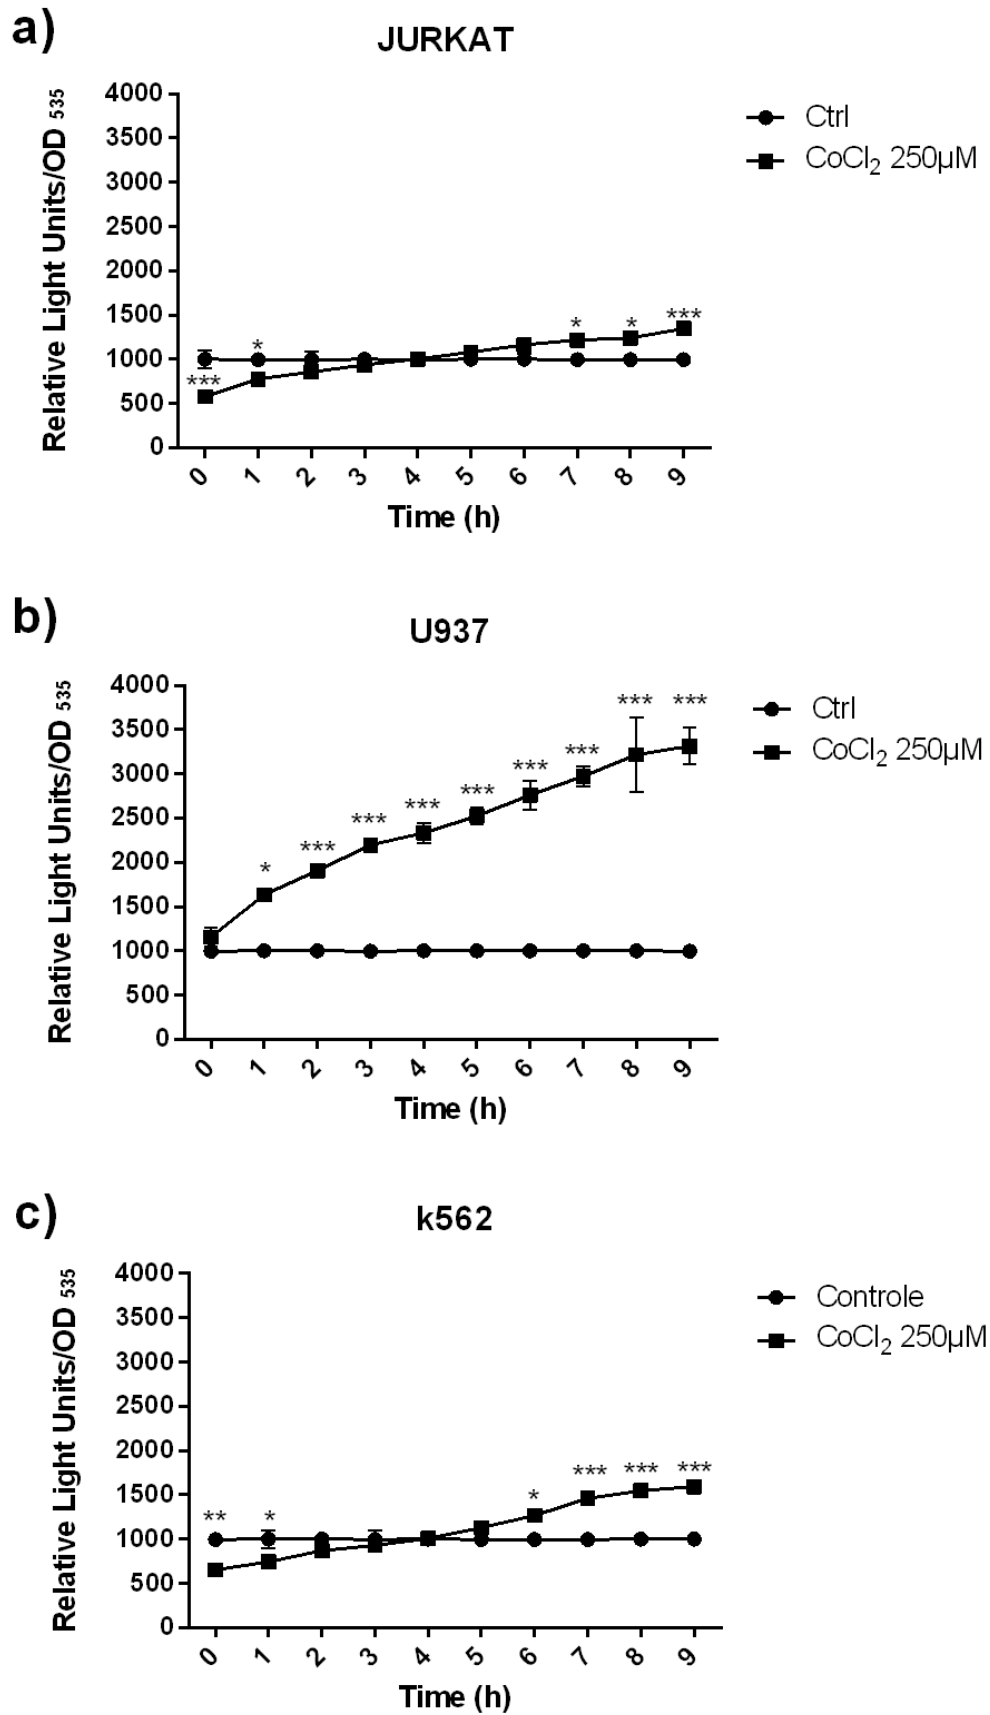 a)
JURKAT
Relative Light Units/OD 535
4000
3500
3000
2500
2000
1500
1000
500
0
*** * * * ***
0 1 2 3 4 5 6 7 8 9
Time (h)
Ctrl
CoCl2 250µM
b)
U937
Relative Light Units/OD 535
4000
3500
3000
2500
2000
1500
1000
500
0
* *** *** *** *** *** *** *** ***
0 1 2 3 4 5 6 7 8 9
Time (h)
Ctrl
CoCl2 250µM
c)
k562
Relative Light Units/OD 535
4000
3500
3000
2500
2000
1500
1000
500
0
** * * *** *** ***
0 1 2 3 4 5 6 7 8 9
Time (h)
Controle
CoCl2 250µM